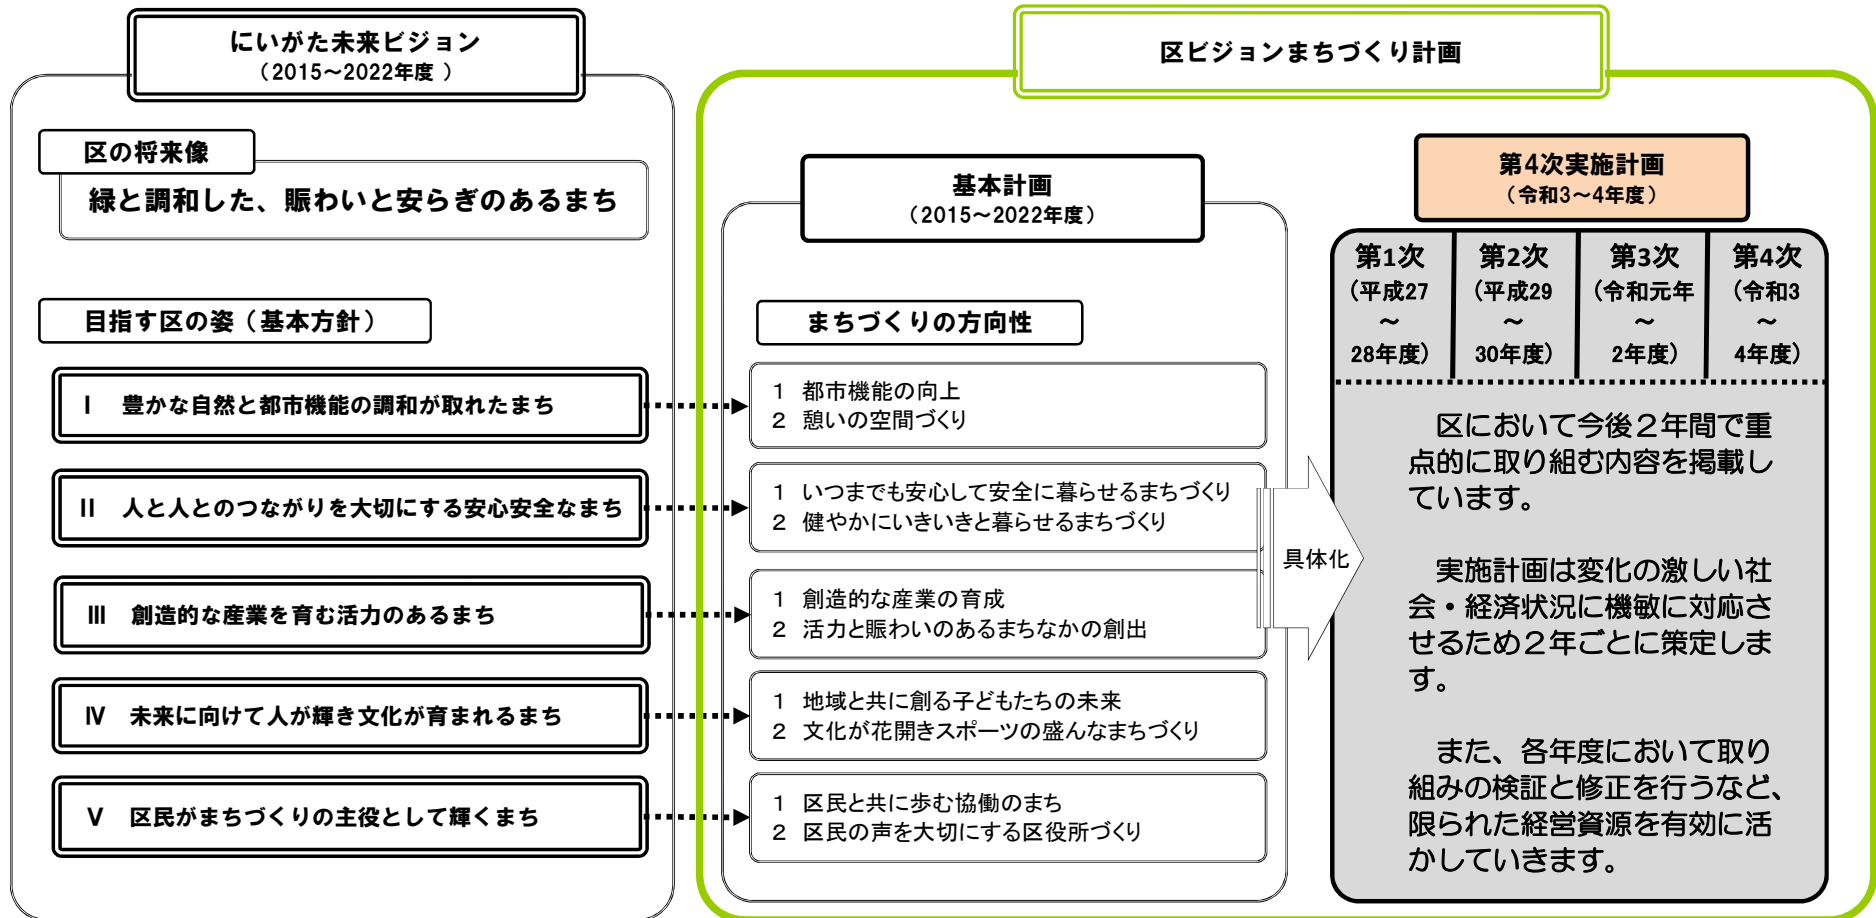 にいがた未来ビジョン
（2015～2022年度 ）
区の将来像
緑と調和した、賑わいと安らぎのあるまち
目指す区の姿（基本方針）
Ⅰ 豊かな自然と都市機能の調和が取れたまち
Ⅱ 人と人とのつながりを大切にする安心安全なまち
Ⅲ 創造的な産業を育む活力のあるまち
Ⅳ 未来に向けて人が輝き文化が育まれるまち
Ⅴ 区民がまちづくりの主役として輝くまち
区ビジョンまちづくり計画
基本計画
（2015～2022年度）
まちづくりの方向性
1 都市機能の向上
2 憩いの空間づくり
1 いつまでも安心して安全に暮らせるまちづくり
2 健やかにいきいきと暮らせるまちづくり
1 創造的な産業の育成
2 活力と賑わいのあるまちなかの創出
1 地域と共に創る子どもたちの未来
2 文化が花開きスポーツの盛んなまちづくり
1 区民と共に歩む協働のまち
2 区民の声を大切にする区役所づくり
具体化
第4次実施計画
（令和3～4年度）
第1次
（平成27
～
28年度）
第2次
（平成29
～
30年度）
第3次
（令和元年
～
2年度）
第4次
（令和3
～
4年度）
区において今後２年間で重
点的に取り組む内容を掲載し
ています。
実施計画は変化の激しい社
会・経済状況に機敏に対応さ
せるため２年ごとに策定しま
す。
また、各年度において取り
組みの検証と修正を行うなど、
限られた経営資源を有効に活
かしていきます。